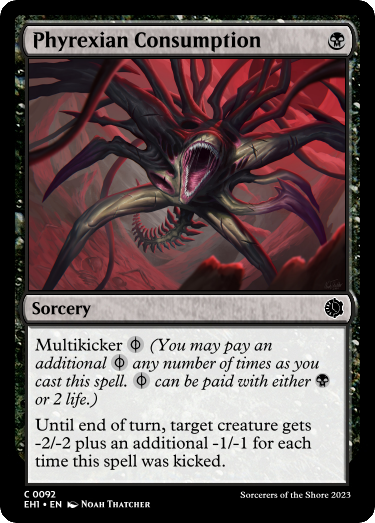 Phyrexian Consumption
Sorcery
Multikicker (You may pay an
additional any number of times as you
cast this spell. can be paid with either
or 2 life.)
Until end of turn, target creature gets
-2/-2 plus an additional -1/-1 for each
time this spell was kicked.
C 0092
EH1 • EN Noah Thatcher
Sorcerers of the Shore 2023